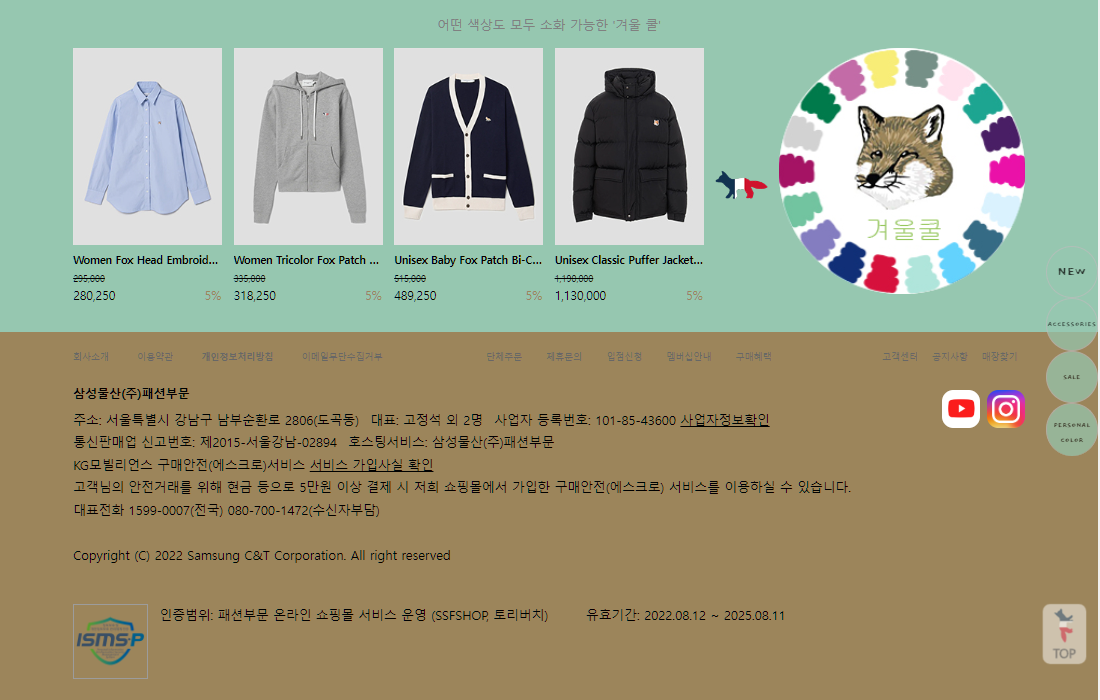 어떤 색상도 모두 소화 가능한 '겨울 쿨'
겨울쿨
Women Fox Head Embroid...
295,000
280,250 5%
Women Tricolor Fox Patch ...
335,000
318,250 5%
Unisex Baby Fox Patch Bi-C...
515,000
489,250 5%
Unisex Classic Puffer Jacket...
1,190,000
1,130,000 5%
NEW
ACCESSORIES
SALE
PERSONAL
COLOR
회사소개 이용약관 개인정보처리방침 이메일무단수집거부 단체주문 제휴문의 입점신청 멤버십안내 구매혜택 고객센터 공지사항 매장찾기
삼성물산(주)패션부문
주소: 서울특별시 강남구 남부순환로 2806(도곡동) 대표: 고정석 외 2명 사업자 등록번호: 101-85-43600 사업자정보확인
통신판매업 신고번호: 제2015-서울강남-02894 호스팅서비스: 삼성물산(주)패션부문
KG모빌리언스 구매안전(에스크로)서비스 서비스 가입사실 확인
고객님의 안전거래를 위해 현금 등으로 5만원 이상 결제 시 저희 쇼핑몰에서 가입한 구매안전(에스크로) 서비스를 이용하실 수 있습니다.
대표전화 1599-0007(전국) 080-700-1472(수신자부담)
Copyright (C) 2022 Samsung C&T Corporation. All right reserved
ISMS-P
인증범위: 패션부문 온라인 쇼핑몰 서비스 운영 (SSFSHOP, 토리버치) 유효기간: 2022.08.12 ~ 2025.08.11
TOP